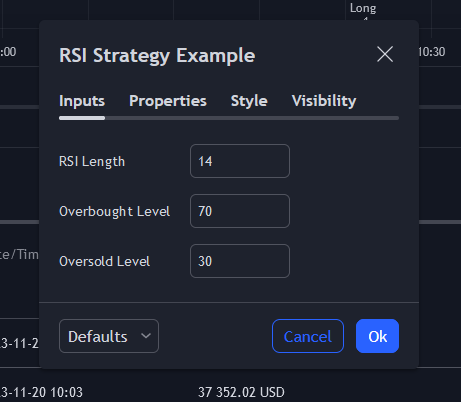 Long
:00
10:30
RSI Strategy Example
Inputs Properties Style Visibility
RSI Length 14
Overbought Level 70
te/Tim
Oversold Level 30
Defaults Cancel Ok
3-11-2
3-11-20 10:03 37 352.02 USD